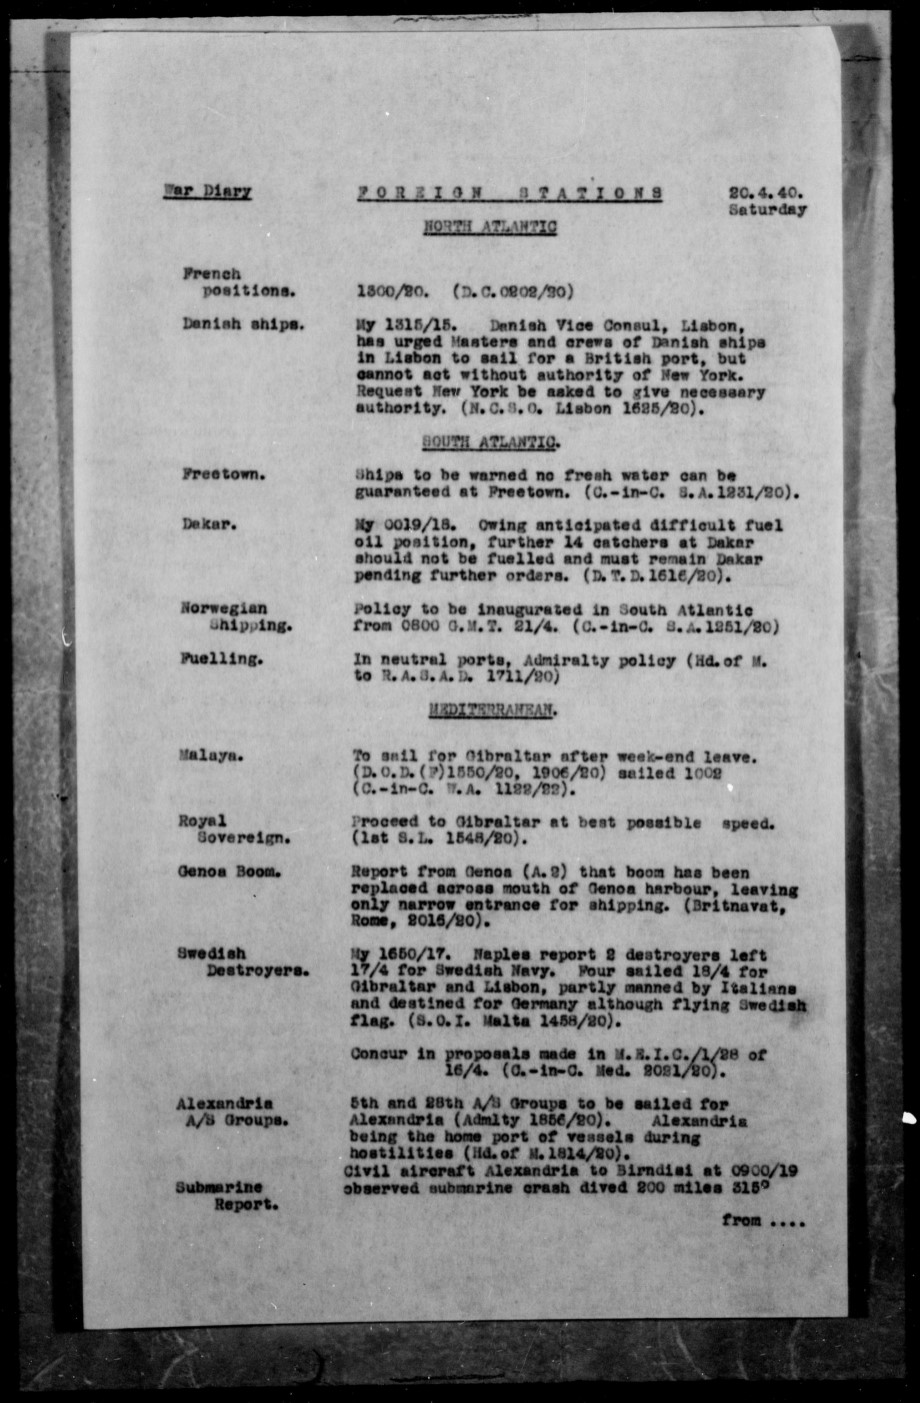 War Diary
FOREIGN STATIONS
20.4.40.
Saturday
NORTH ATLANTIC
French
positions.
1300/20. (D.C.0202/20)
Danish ships.
My 1315/15. Danish Vice Consul, Lisbon,
has urged Masters and crews of Danish ships
in Lisbon to sail for a British port, but
cannot act without authority of New York.
Request New York be asked to give necessary
authority. (N.C.S.O. Lisbon 1625/20).
SOUTH ATLANTIC.
Freetown.
Ships to be warned no fresh water can be
guaranteed at Freetown. (C.-in-C. S.A.1231/20).
Dakar.
My 0019/18. Owing anticipated difficult fuel
oil position, further 14 catchers at Dakar
should not be fuelled and must remain Dakar
pending further orders. (D.T.D.1616/20).
Norwegian
Shipping.
Policy to be inaugurated in South Atlantic
from 0800 G.M.T. 21/4. (C.-in-C. S.A.1251/20)
Fuelling.
In neutral ports, Admiralty policy (Hd.of M.
to R.A.S.A.D. 1711/20)
MEDITERRANEAN.
Malaya.
To sail for Gibraltar after week-end leave.
(D.O.D.(F)1550/20, 1906/20) sailed 1002
(C.-in-C. W.A. 1122/22).
Royal
Sovereign.
Proceed to Gibraltar at best possible speed.
(1st S.L. 1548/20).
Genoa Boom.
Report from Genoa (A.2) that boom has been
replaced across mouth of Genoa harbour, leaving
only narrow entrance for shipping. (Britnavat,
Rome, 2016/20).
Swedish
Destroyers.
My 1650/17. Naples report 2 destroyers left
17/4 for Swedish Navy. Four sailed 18/4 for
Gibraltar and Lisbon, partly manned by Italians
and destined for Germany although flying Swedish
flag. (S.O.I. Malta 1458/20).
Concur in proposals made in M.E.I.C./1/28 of
16/4. (C.-in-C. Med. 2021/20).
Alexandria
A/S Groups.
5th and 28th A/S Groups to be sailed for
Alexandria (Admlty 1856/20). Alexandria
being the home port of vessels during
hostilities (Hd.of M.1814/20).
Submarine
Report.
Civil aircraft Alexandria to Birndisi at 0900/19
observed submarine crash dived 200 miles 315°
from ....